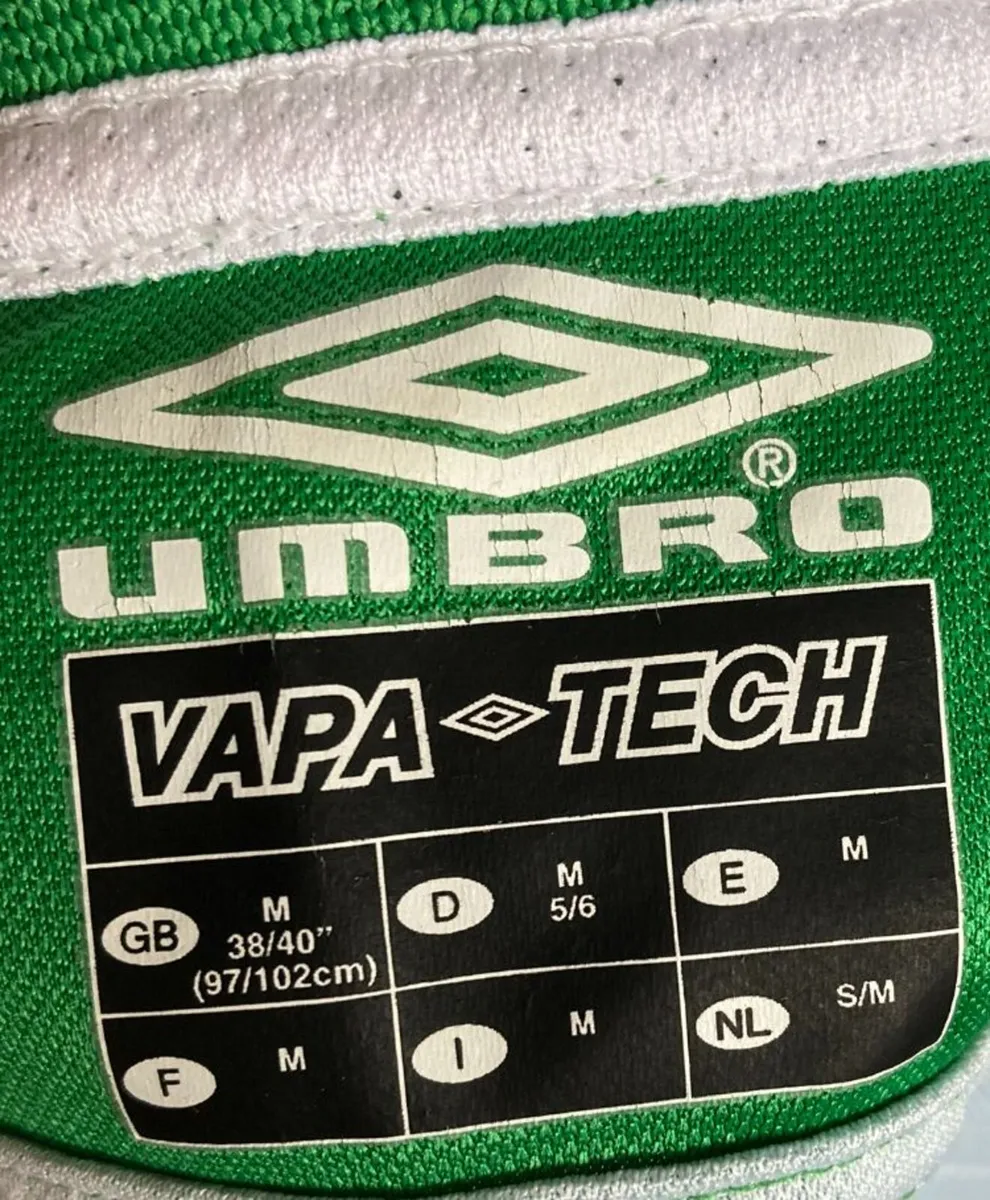 ®
UMBRO
VAPA TECH
GB M
38/40”
(97/102cm)
D M
5/6
E M
F M
I M
NL S/M